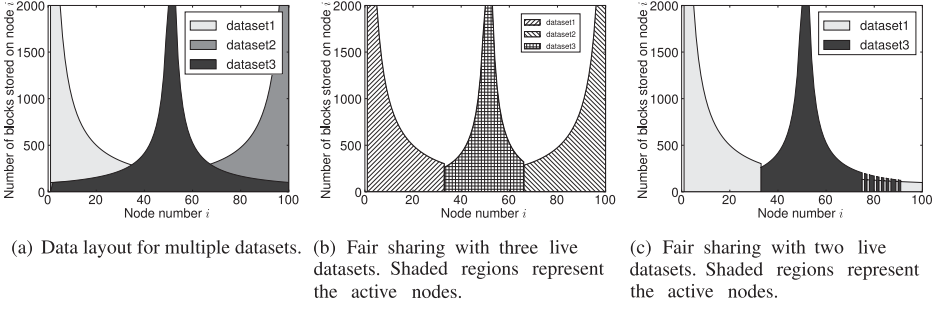 Number of blocks stored on node i
2000
1500
1000
500
0
0 20 40 60 80 100
Node number i
dataset1
dataset2
dataset3
Number of blocks stored on node i
2000
1500
1000
500
0
0 20 40 60 80 100
Node number i
dataset1
dataset2
dataset3
Number of blocks stored on node i
2000
1500
1000
500
0
0 20 40 60 80 100
Node number i
dataset1
dataset3
(a) Data layout for multiple datasets.
(b) Fair sharing with three live
datasets. Shaded regions represent
the active nodes.
(c) Fair sharing with two live
datasets. Shaded regions represent
the active nodes.